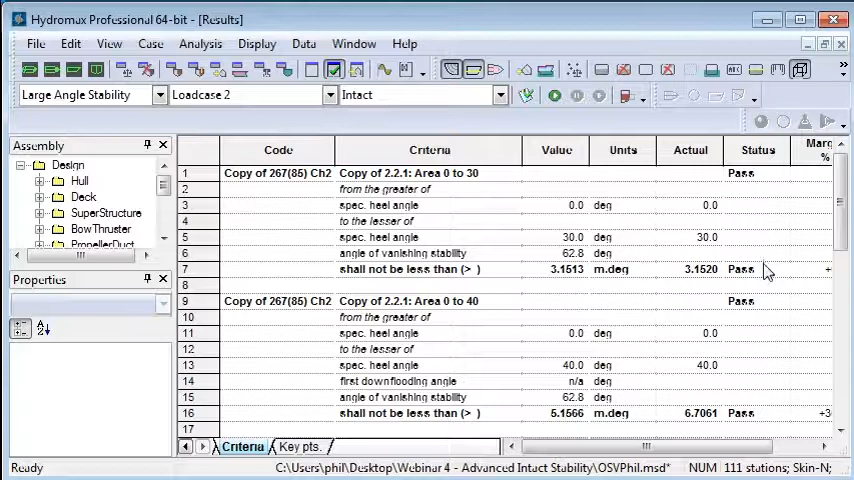 Hydromax Professional 64-bit - [Results]
File Edit View Case Analysis Display Data Window Help
Large Angle Stability Loadcase 2 Intact
Assembly
Design
Hull
Deck
SuperStructure
BowThruster
PropellerDuct
Properties
Code Criteria Value Units Actual Status Marg
%
1 Copy of 267(85) Ch2 Copy of 2.2.1: Area 0 to 30 Pass
2 from the greater of
3 spec. heel angle 0.0 deg 0.0
4 to the lesser of
5 spec. heel angle 30.0 deg 30.0
6 angle of vanishing stability 62.8 deg
7 shall not be less than (> ) 3.1513 m.deg 3.1520 Pass +
8
9 Copy of 267(85) Ch2 Copy of 2.2.1: Area 0 to 40 Pass
10 from the greater of
11 spec. heel angle 0.0 deg 0.0
12 to the lesser of
13 spec. heel angle 40.0 deg 40.0
14 first downflooding angle n/a deg
15 angle of vanishing stability 62.8 deg
16 shall not be less than (> ) 5.1566 m.deg 6.7061 Pass +3
17
Criteria Key pts.
Ready C:\Users\phil\Desktop\Webinar 4 - Advanced Intact Stability\OSVPhil.msd* NUM 111 stations; Skin-N;